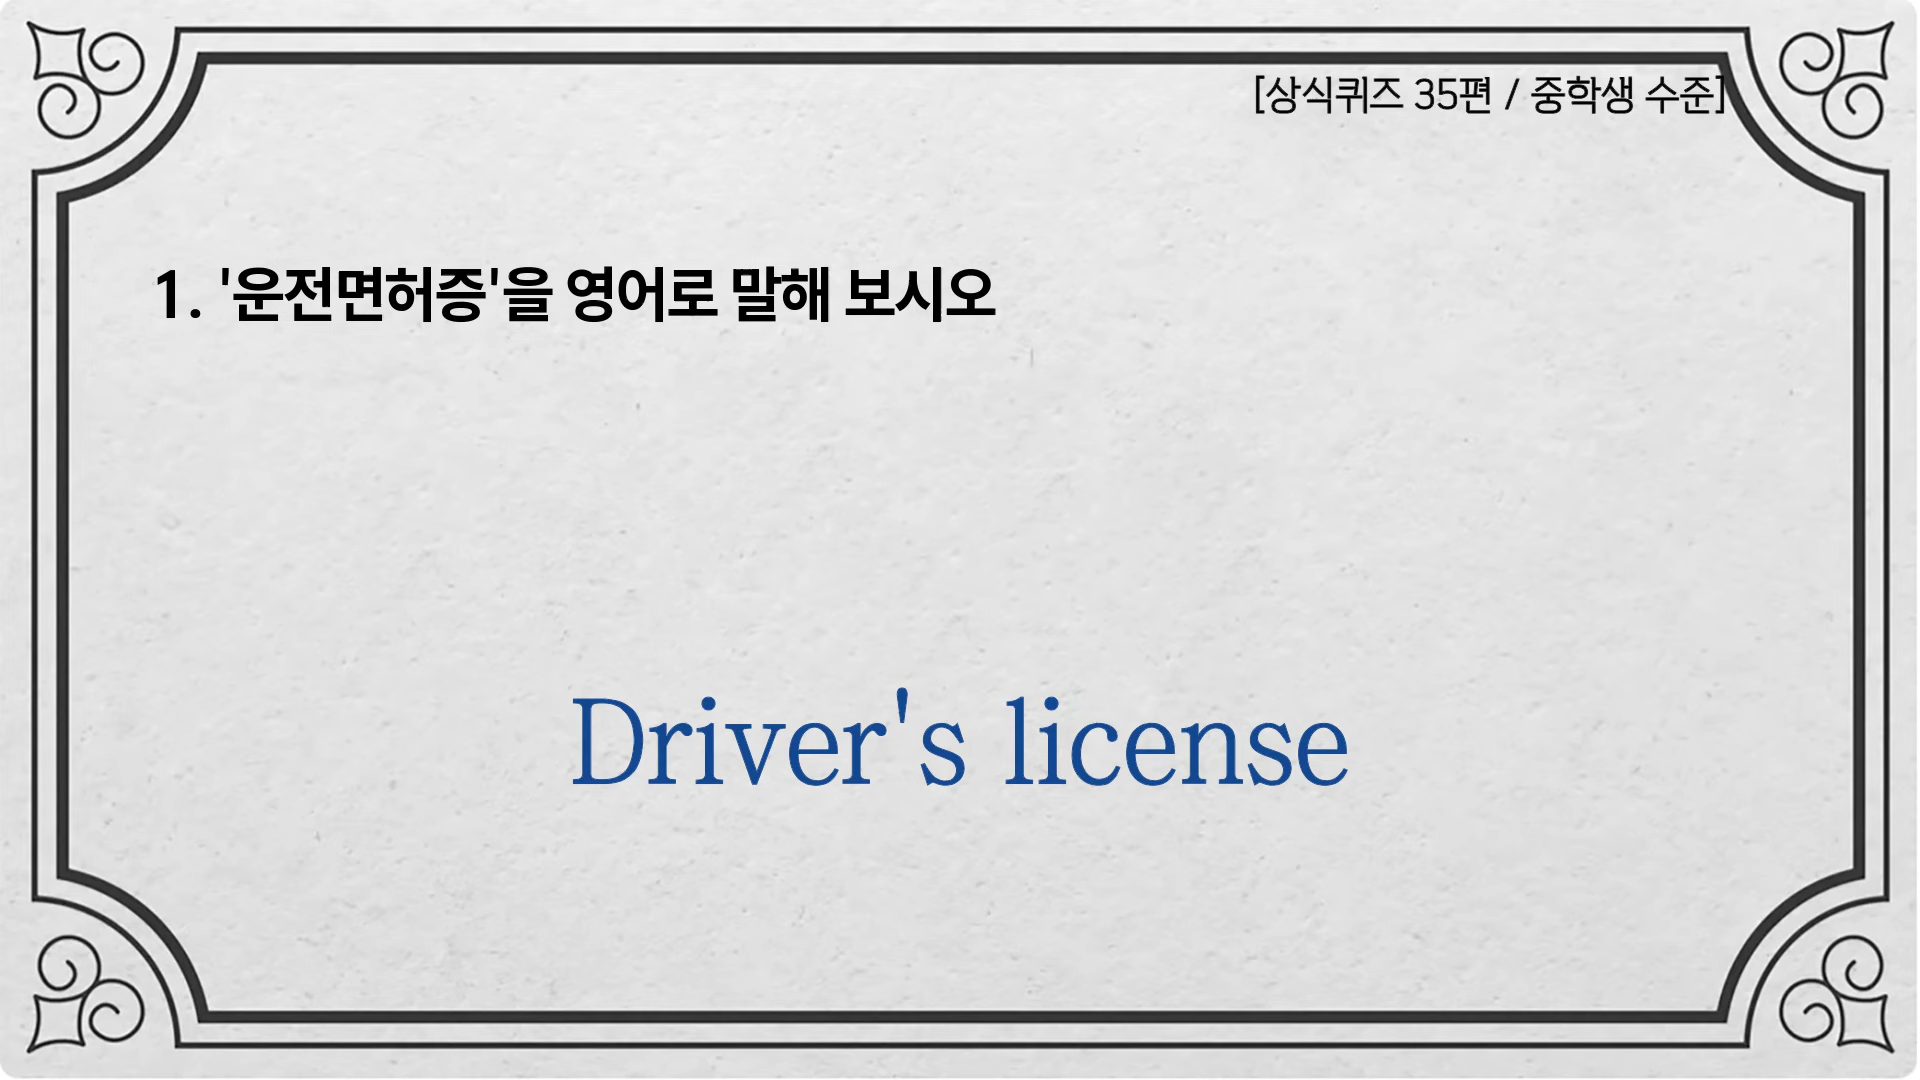 [상식퀴즈 35편 / 중학생 수준]
1. '운전면허증'을 영어로 말해 보시오
Driver's license